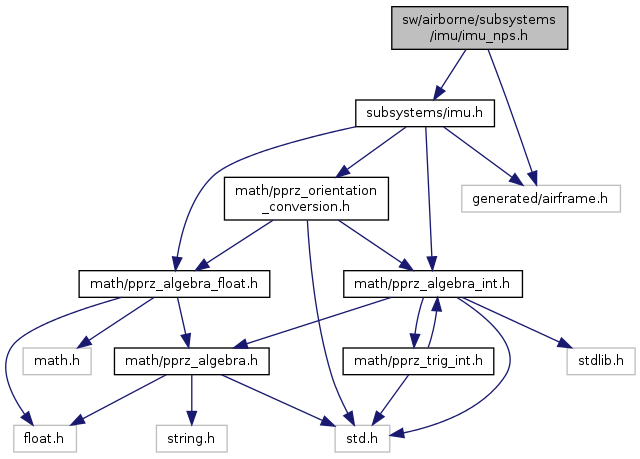 sw/airborne/subsystems
/imu/imu_nps.h
subsystems/imu.h
math/pprz_orientation
_conversion.h
generated/airframe.h
math/pprz_algebra_float.h
math/pprz_algebra_int.h
math.h
math/pprz_algebra.h
math/pprz_trig_int.h
stdlib.h
float.h
string.h
std.h